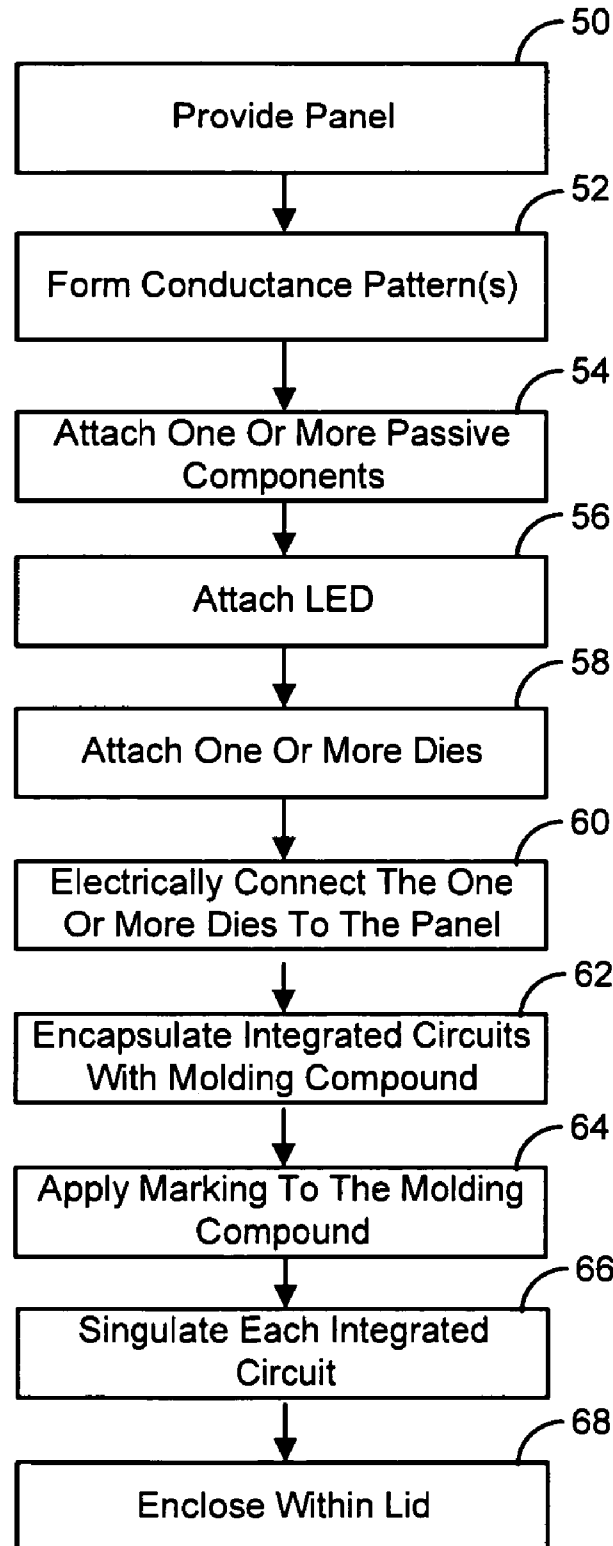 50
Provide Panel
52
Form Conductance Pattern(s)
54
Attach One Or More Passive
Components
56
Attach LED
58
Attach One Or More Dies
60
Electrically Connect The One
Or More Dies To The Panel
62
Encapsulate Integrated Circuits
With Molding Compound
64
Apply Marking To The Molding
Compound
66
Singulate Each Integrated
Circuit
68
Enclose Within Lid